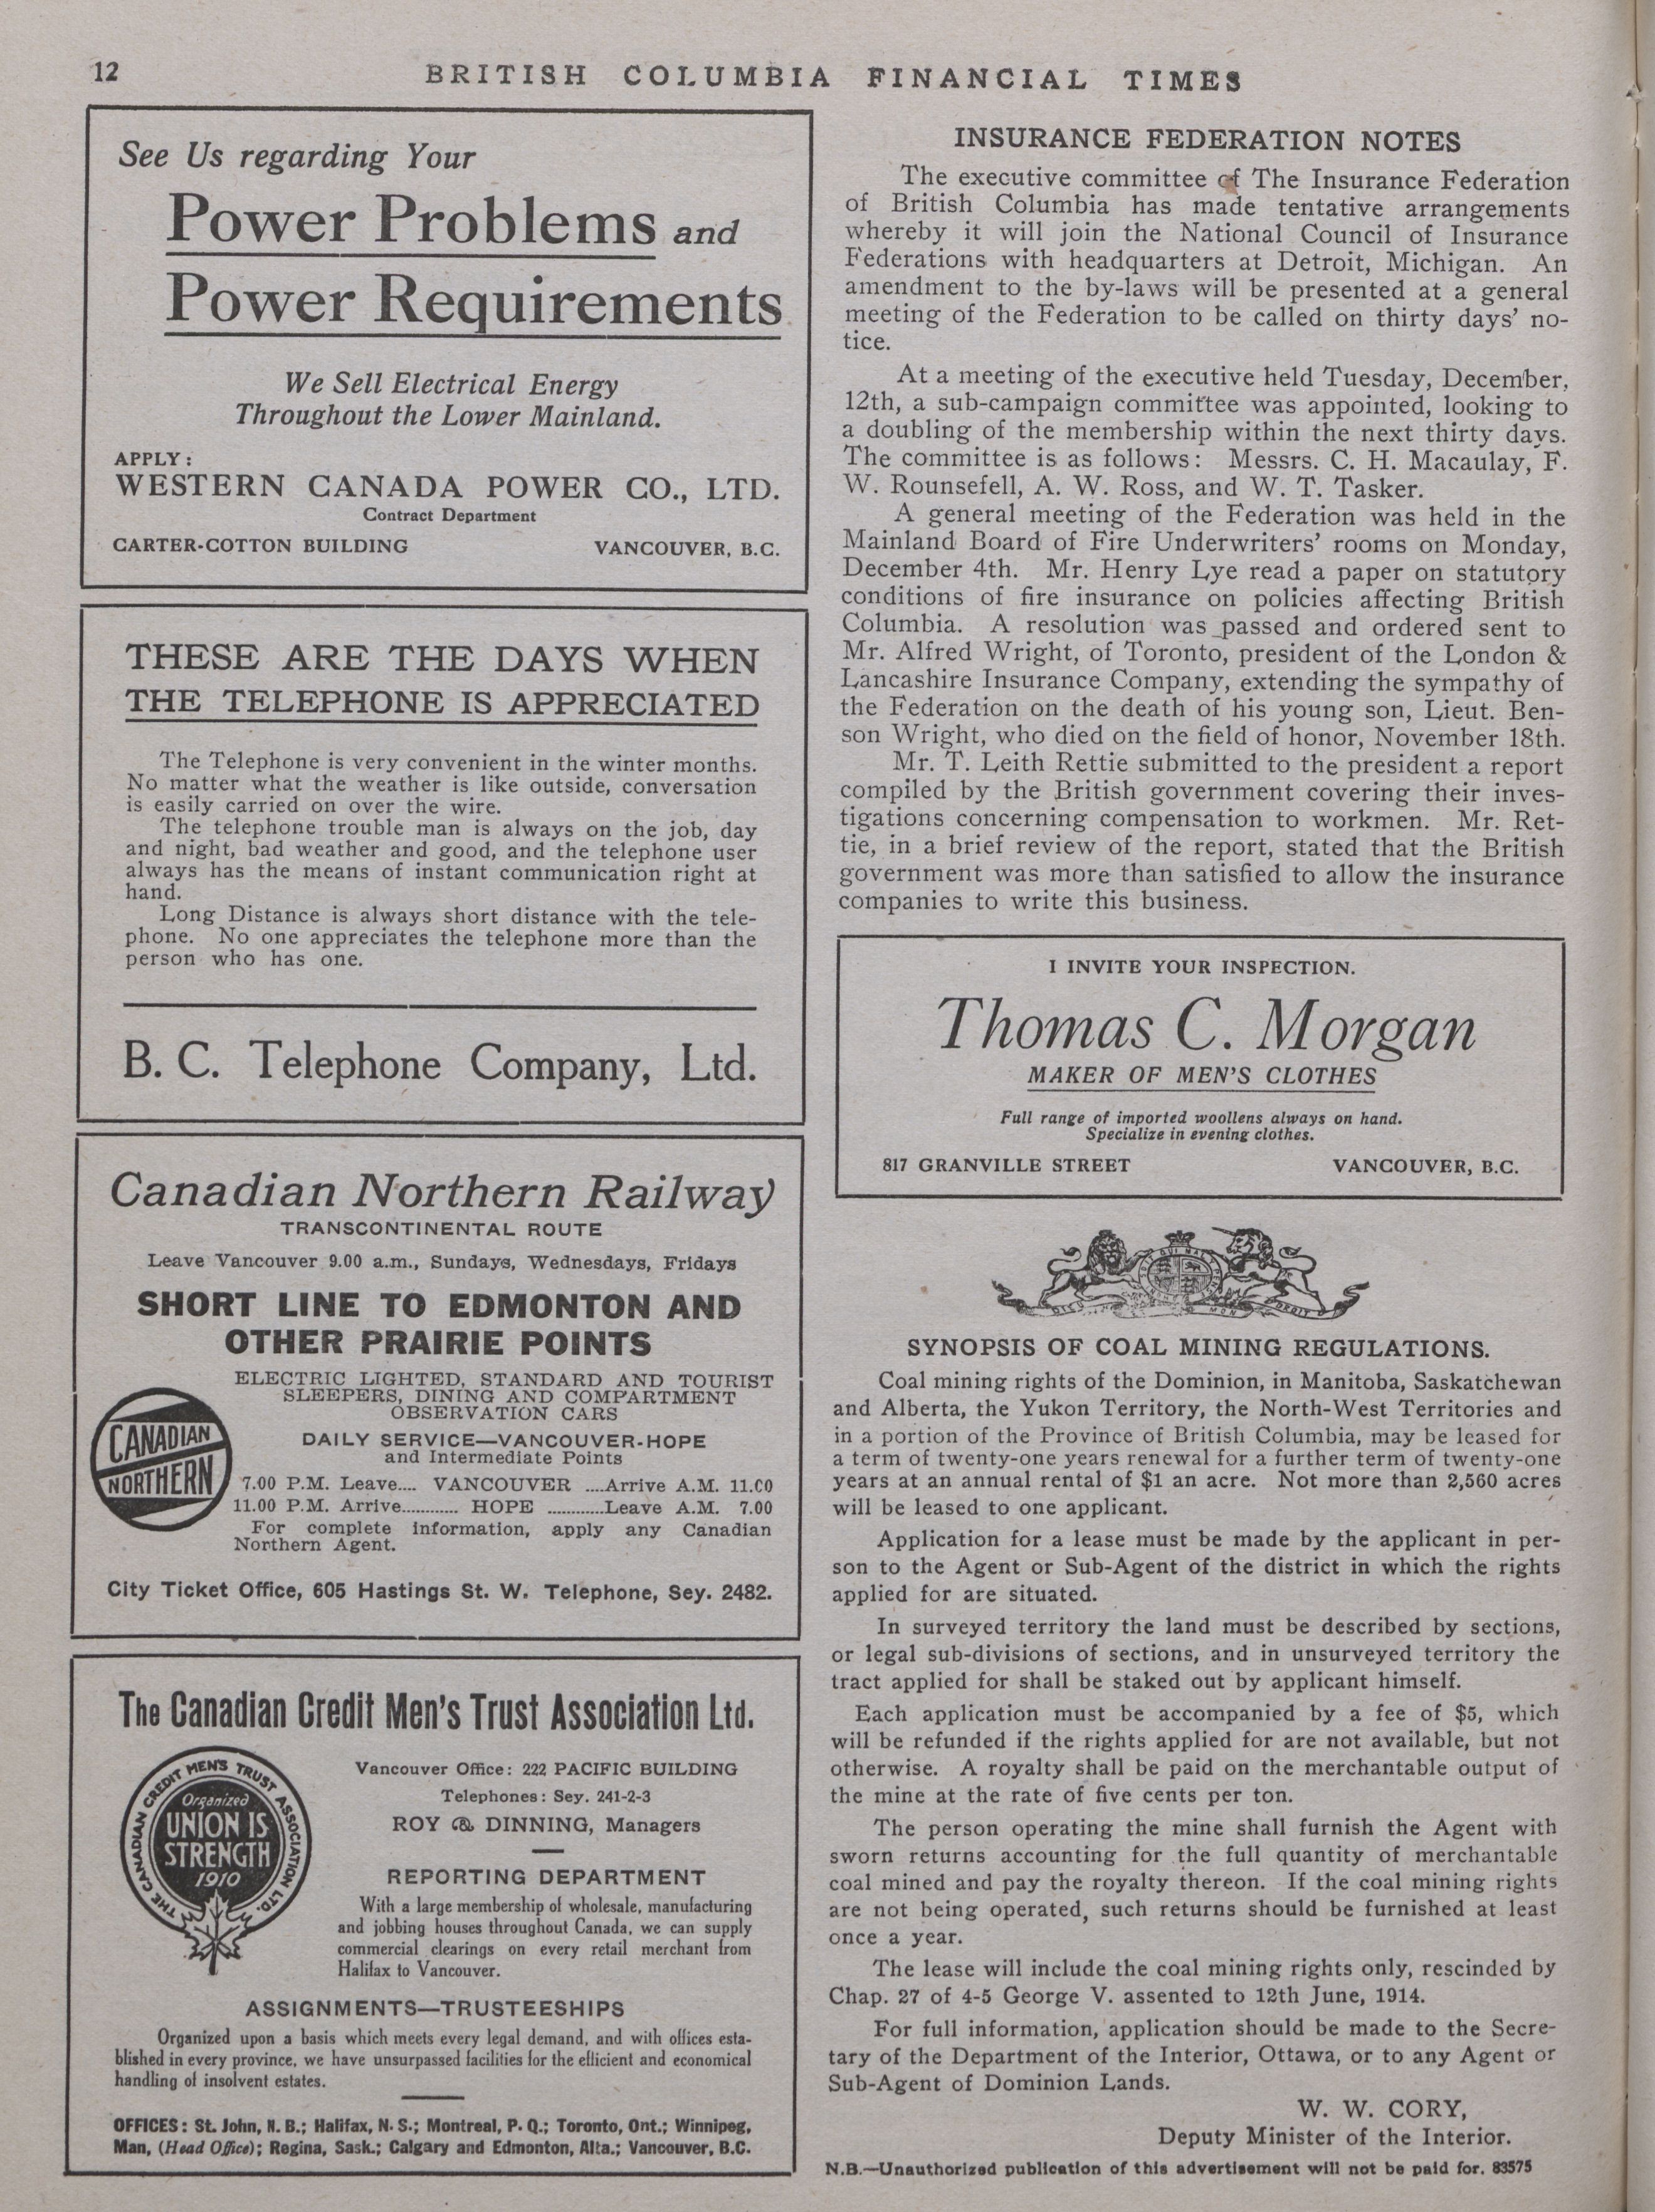 12
BRITISH COLUMBIA FINANCIAL TIMES
See Us regarding Your
Power Problems and
Power Requirements
We Sell Electrical Energy
Throughout the Lower Mainland.
APPLY:
WESTERN CANADA POWER CO., LTD.
Contract Department
CARTER-COTTON BUILDING VANCOUVER, B.C.
THESE ARE THE DAYS WHEN
THE TELEPHONE IS APPRECIATED
The Telephone is very convenient in the winter months.
No matter what the weather is like outside, conversation
is easily carried on over the wire.
The telephone trouble man is always on the job, day
and night, bad weather and good, and the telephone user
always has the means of instant communication right at
hand.
Long Distance is always short distance with the tele-
phone. No one appreciates the telephone more than the
person who has one.
B. C. Telephone Company, Ltd.
Canadian Northern Railway
TRANSCONTINENTAL ROUTE
Leave Vancouver 9.00 a.m., Sundays, Wednesdays, Fridays
SHORT LINE TO EDMONTON AND
OTHER PRAIRIE POINTS
ELECTRIC LIGHTED, STANDARD AND TOURIST
SLEEPERS, DINING AND COMPARTMENT
OBSERVATION CARS
CANADIAN
NORTHERN
DAILY SERVICE—VANCOUVER-HOPE
and Intermediate Points
7.00 P.M. Leave.... VANCOUVER ....Arrive A.M. 11.00
11.00 P.M. Arrive........... HOPE ............Leave A.M. 7.00
For complete information, apply any Canadian
Northern Agent.
City Ticket Office, 605 Hastings St. W. Telephone, Sey. 2482.
The Canadian Credit Men's Trust Association Ltd.
THE CANADIAN CREDIT MEN'S TRUST ASSOCIATION LTD.
Organized
UNION IS
STRENGTH
1910
Vancouver Office: 222 PACIFIC BUILDING
Telephones: Sey. 241-2-3
ROY & DINNING, Managers
REPORTING DEPARTMENT
With a large membership of wholesale, manufacturing
and jobbing houses throughout Canada, we can supply
commercial clearings on every retail merchant from
Halifax to Vancouver.
ASSIGNMENTS—TRUSTEESHIPS
Organized upon a basis which meets every legal demand, and with offices esta-
blished in every province, we have unsurpassed facilities for the efficient and economical
handling of insolvent estates.
OFFICES: St. John, N. B.; Halifax, N. S.; Montreal, P. Q.; Toronto, Ont.; Winnipeg,
Man, (Head Office); Regina, Sask.; Calgary and Edmonton, Alta.; Vancouver, B.C.
INSURANCE FEDERATION NOTES
The executive committee of The Insurance Federation
of British Columbia has made tentative arrangements
whereby it will join the National Council of Insurance
Federations with headquarters at Detroit, Michigan. An
amendment to the by-laws will be presented at a general
meeting of the Federation to be called on thirty days' no-
tice.
At a meeting of the executive held Tuesday, December,
12th, a sub-campaign committee was appointed, looking to
a doubling of the membership within the next thirty days.
The committee is as follows: Messrs. C. H. Macaulay, F.
W. Rounsefell, A. W. Ross, and W. T. Tasker.
A general meeting of the Federation was held in the
Mainland Board of Fire Underwriters' rooms on Monday,
December 4th. Mr. Henry Lye read a paper on statutory
conditions of fire insurance on policies affecting British
Columbia. A resolution was passed and ordered sent to
Mr. Alfred Wright, of Toronto, president of the London &
Lancashire Insurance Company, extending the sympathy of
the Federation on the death of his young son, Lieut. Ben-
son Wright, who died on the field of honor, November 18th.
Mr. T. Leith Rettie submitted to the president a report
compiled by the British government covering their inves-
tigations concerning compensation to workmen. Mr. Ret-
tie, in a brief review of the report, stated that the British
government was more than satisfied to allow the insurance
companies to write this business.
I INVITE YOUR INSPECTION.
Thomas C. Morgan
MAKER OF MEN'S CLOTHES
Full range of imported woollens always on hand.
Specialize in evening clothes.
817 GRANVILLE STREET VANCOUVER, B.C.
SYNOPSIS OF COAL MINING REGULATIONS.
Coal mining rights of the Dominion, in Manitoba, Saskatchewan
and Alberta, the Yukon Territory, the North-West Territories and
in a portion of the Province of British Columbia, may be leased for
a term of twenty-one years renewal for a further term of twenty-one
years at an annual rental of $1 an acre. Not more than 2,560 acres
will be leased to one applicant.
Application for a lease must be made by the applicant in per-
son to the Agent or Sub-Agent of the district in which the rights
applied for are situated.
In surveyed territory the land must be described by sections,
or legal sub-divisions of sections, and in unsurveyed territory the
tract applied for shall be staked out by applicant himself.
Each application must be accompanied by a fee of $5, which
will be refunded if the rights applied for are not available, but not
otherwise. A royalty shall be paid on the merchantable output of
the mine at the rate of five cents per ton.
The person operating the mine shall furnish the Agent with
sworn returns accounting for the full quantity of merchantable
coal mined and pay the royalty thereon. If the coal mining rights
are not being operated, such returns should be furnished at least
once a year.
The lease will include the coal mining rights only, rescinded by
Chap. 27 of 4-5 George V. assented to 12th June, 1914.
For full information, application should be made to the Secre-
tary of the Department of the Interior, Ottawa, or to any Agent or
Sub-Agent of Dominion Lands.
W. W. CORY,
Deputy Minister of the Interior.
N.B.—Unauthorized publication of this advertisement will not be paid for. 83575